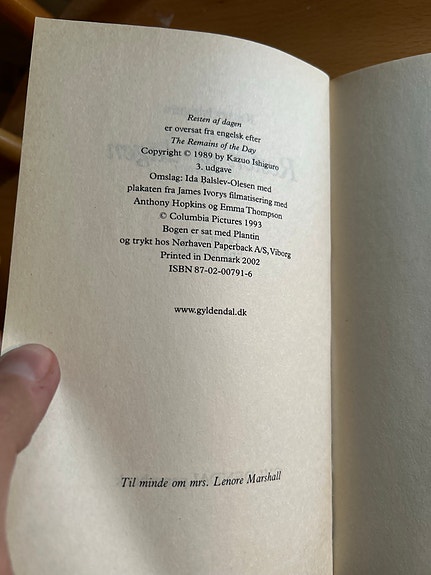 Resten af dagen
er oversat fra engelsk efter
The Remains of the Day
Copyright © 1989 by Kazuo Ishiguro
3. udgave
Omslag: Ida Balslev-Olesen med
plakaten fra James Ivorys filmatisering med
Anthony Hopkins og Emma Thompson
© Columbia Pictures 1993
Bogen er sat med Plantin
og trykt hos Nørhaven Paperback A/S, Viborg
Printed in Denmark 2002
ISBN 87-02-00791-6
www.gyldendal.dk
Til minde om mrs. Lenore Marshall